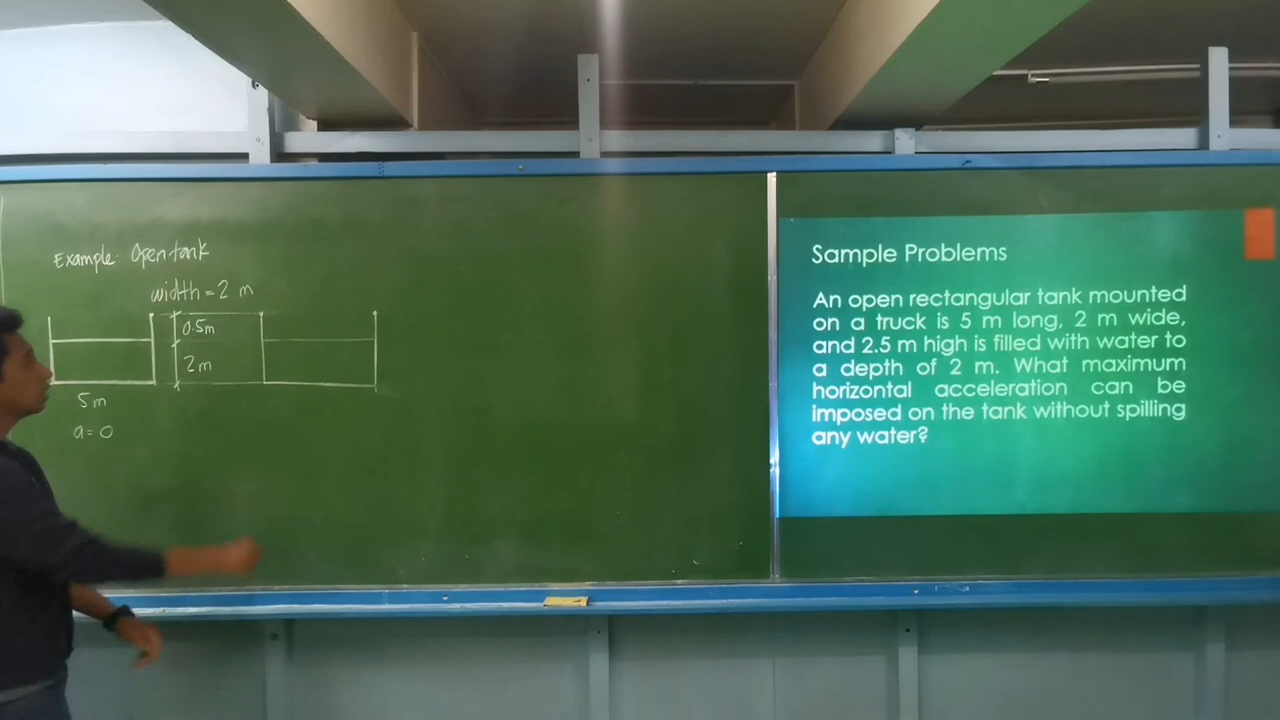 Example: Open tank
width = 2 m
0.5m
2m
5m
a = 0
Sample Problems
An open rectangular tank mounted
on a truck is 5 m long, 2 m wide,
and 2.5 m high is filled with water to
a depth of 2 m. What maximum
horizontal acceleration can be
imposed on the tank without spilling
any water?